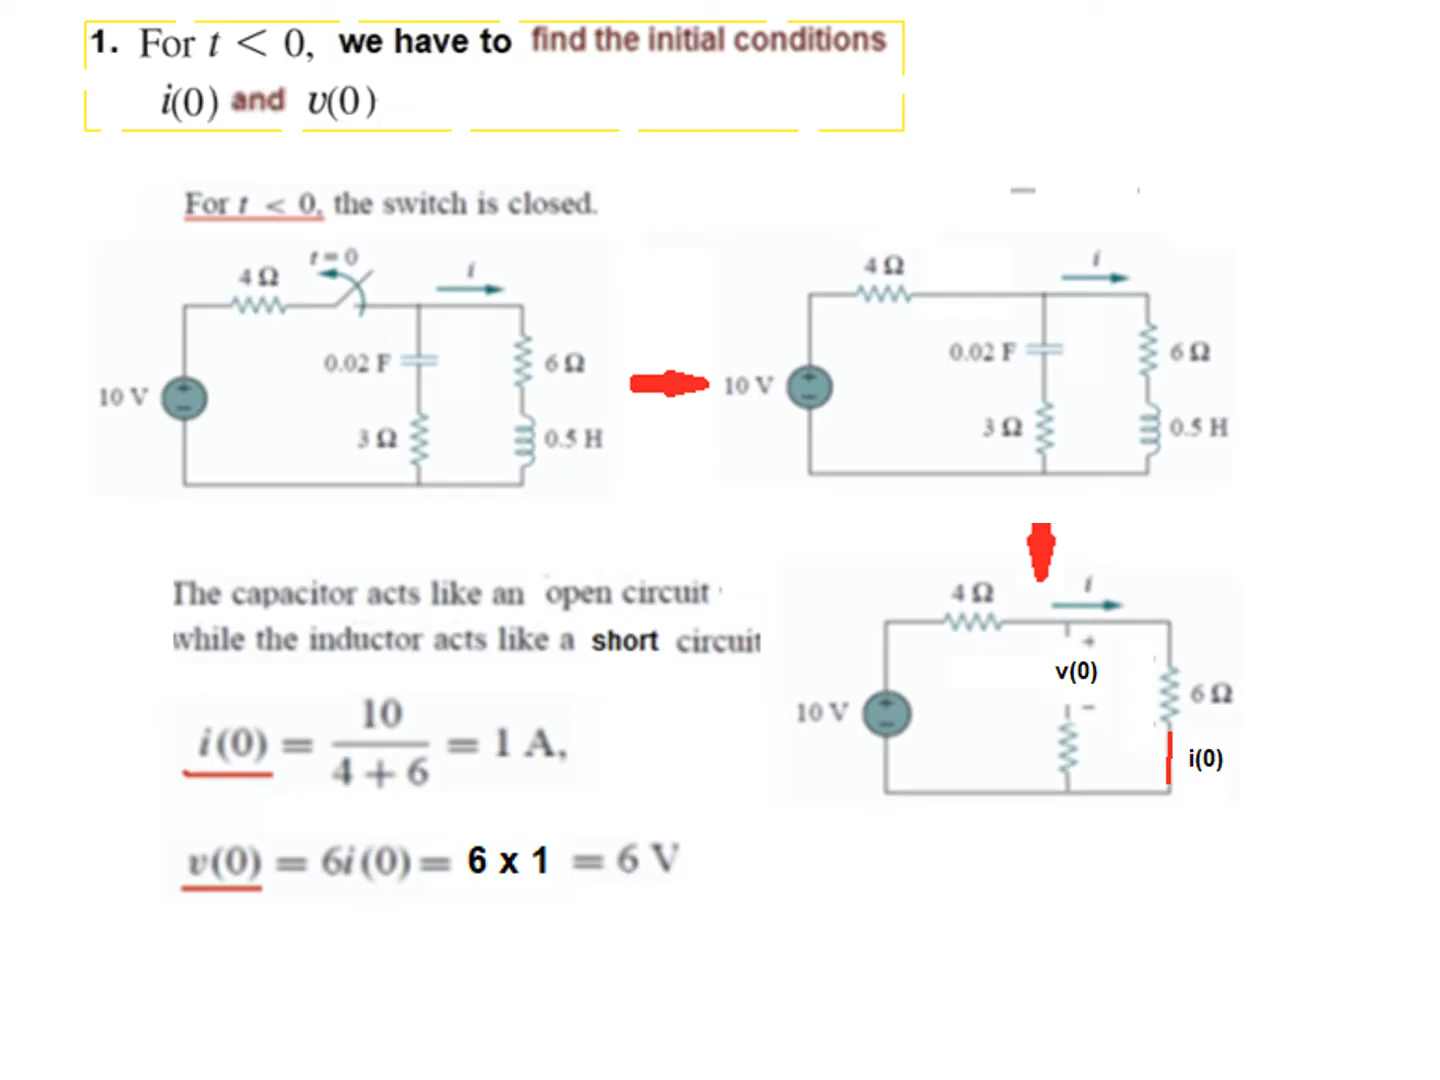 1. For t < 0, we have to find the initial conditions
i(0) and v(0)
For t < 0, the switch is closed.
t = 0
4 Ω
i
0.02 F
6 Ω
10 V
3 Ω
0.5 H
4 Ω
i
0.02 F
6 Ω
10 V
3 Ω
0.5 H
The capacitor acts like an open circuit
while the inductor acts like a short circuit
4 Ω
i
+
v(0)
−
10 V
6 Ω
i(0)
i(0) = 10 / 4 + 6 = 1 A,
v(0) = 6i(0) = 6 x 1 = 6 V